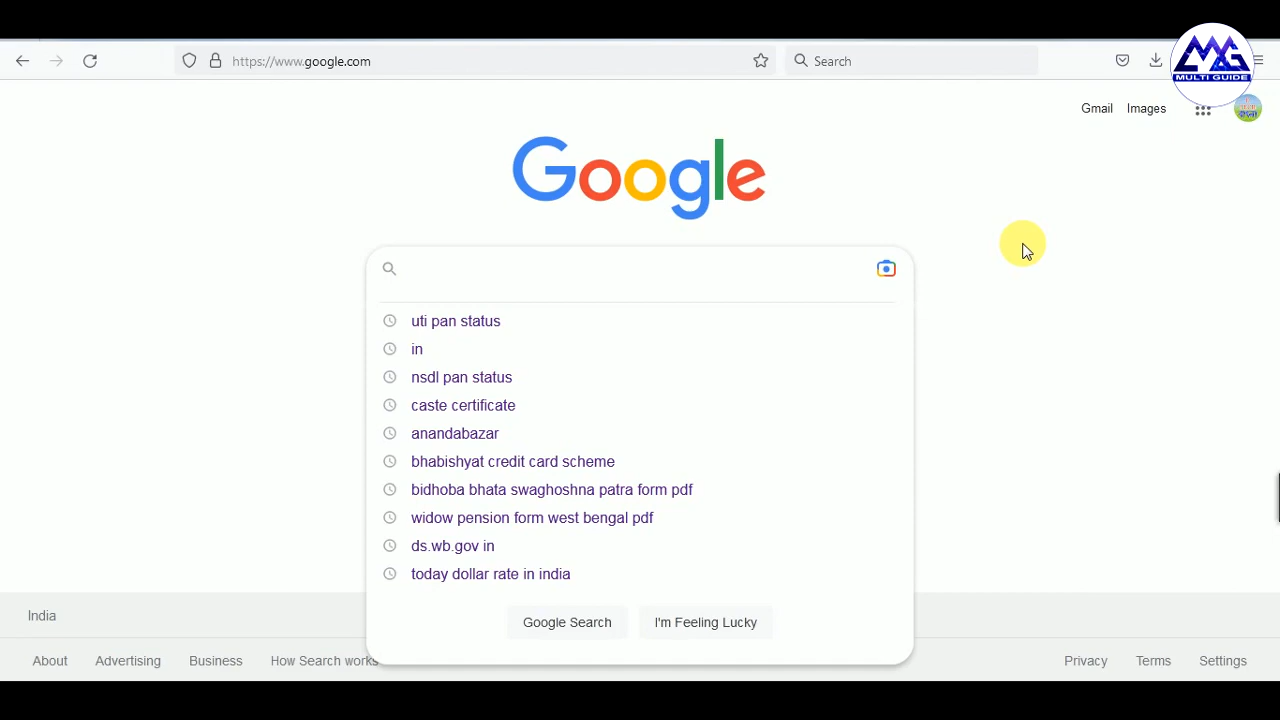 https://www.google.com
Search
MULTI GUIDE
Gmail
Images
Google
uti pan status
in
nsdl pan status
caste certificate
anandabazar
bhabishyat credit card scheme
bidhoba bhata swaghoshna patra form pdf
widow pension form west bengal pdf
ds.wb.gov in
today dollar rate in india
Google Search
I'm Feeling Lucky
India
About
Advertising
Business
How Search works
Privacy
Terms
Settings